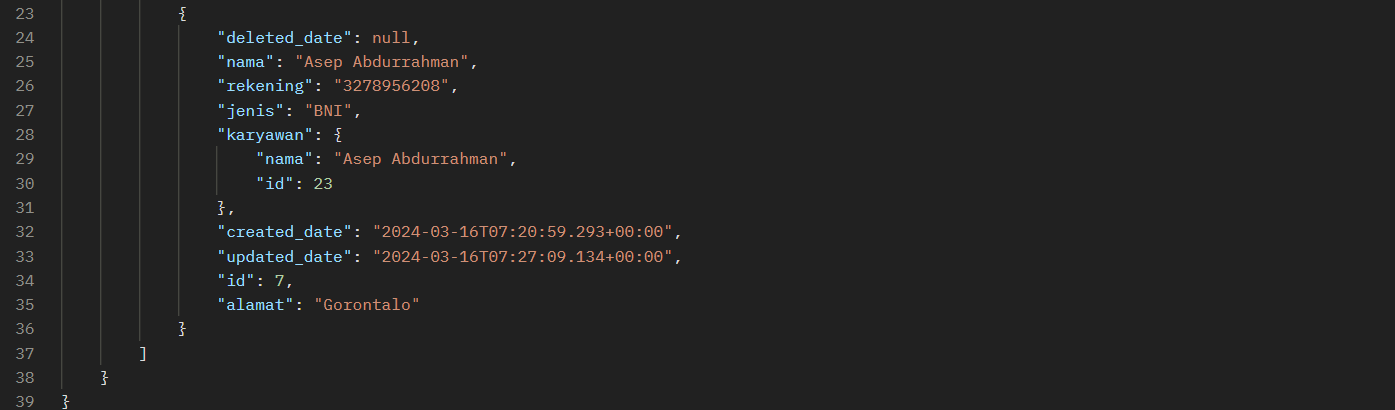 23 {
24 "deleted_date": null,
25 "nama": "Asep Abdurrahman",
26 "rekening": "3278956208",
27 "jenis": "BNI",
28 "karyawan": {
29 "nama": "Asep Abdurrahman",
30 "id": 23
31 },
32 "created_date": "2024-03-16T07:20:59.293+00:00",
33 "updated_date": "2024-03-16T07:27:09.134+00:00",
34 "id": 7,
35 "alamat": "Gorontalo"
36 }
37 ]
38 }
39 }